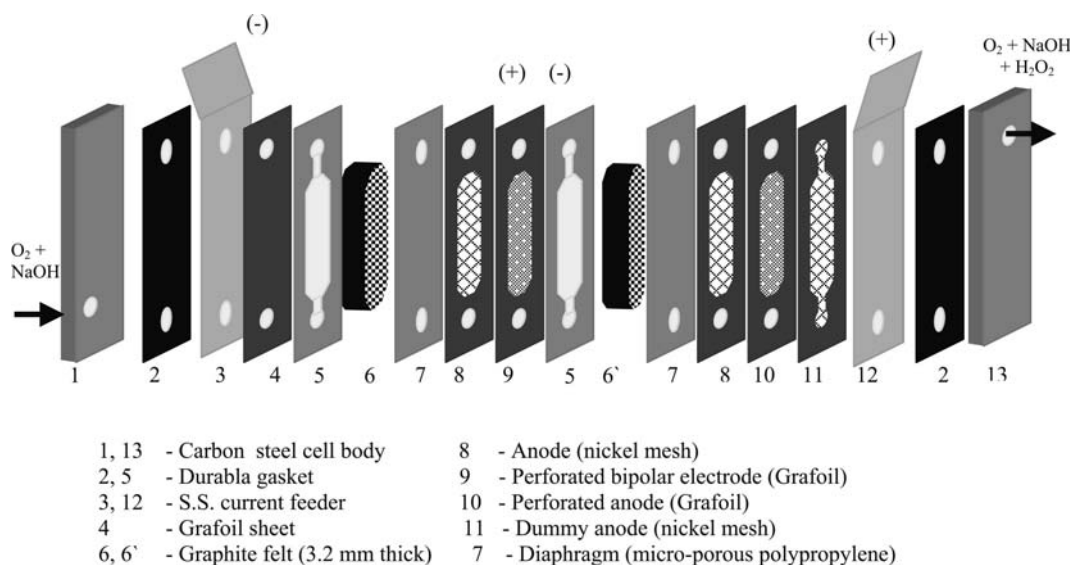 (-)
(+)
O₂ + NaOH
+ H₂O₂
(+) (-)
O₂ +
NaOH
1 2 3 4 5 6 7 8 9 5 6` 7 8 10 11 12 2 13
1, 13 - Carbon steel cell body
2, 5 - Durabla gasket
3, 12 - S.S. current feeder
4 - Grafoil sheet
6, 6` - Graphite felt (3.2 mm thick)
8 - Anode (nickel mesh)
9 - Perforated bipolar electrode (Grafoil)
10 - Perforated anode (Grafoil)
11 - Dummy anode (nickel mesh)
7 - Diaphragm (micro-porous polypropylene)